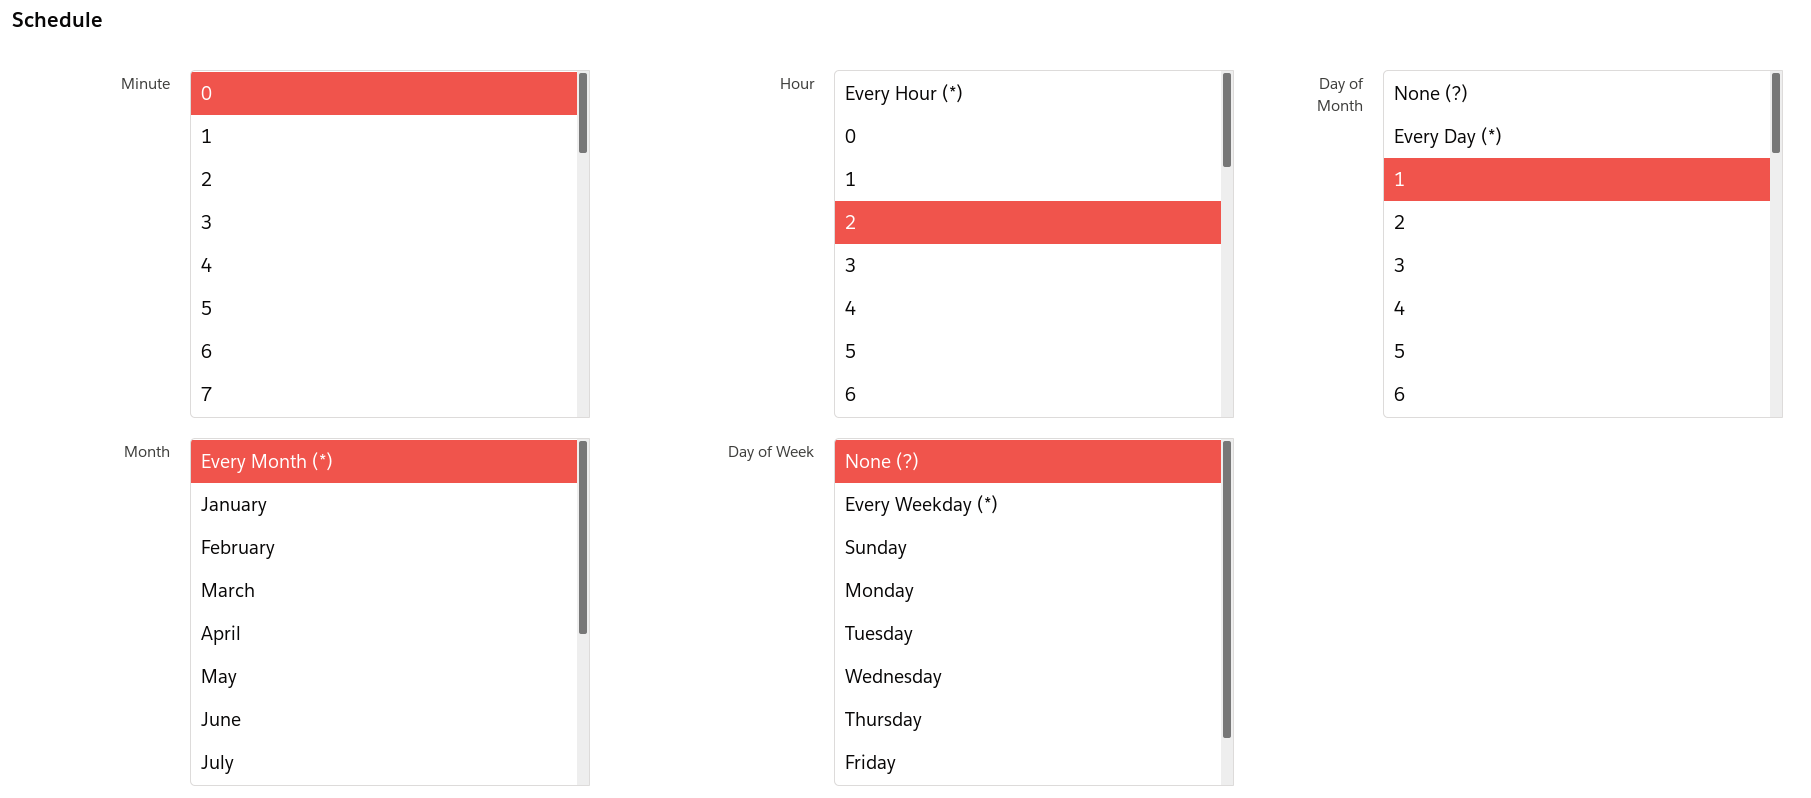 Schedule
Minute
0
1
2
3
4
5
6
7
Hour
Every Hour (*)
0
1
2
3
4
5
6
Day of
Month
None (?)
Every Day (*)
1
2
3
4
5
6
Month
Every Month (*)
January
February
March
April
May
June
July
Day of Week
None (?)
Every Weekday (*)
Sunday
Monday
Tuesday
Wednesday
Thursday
Friday